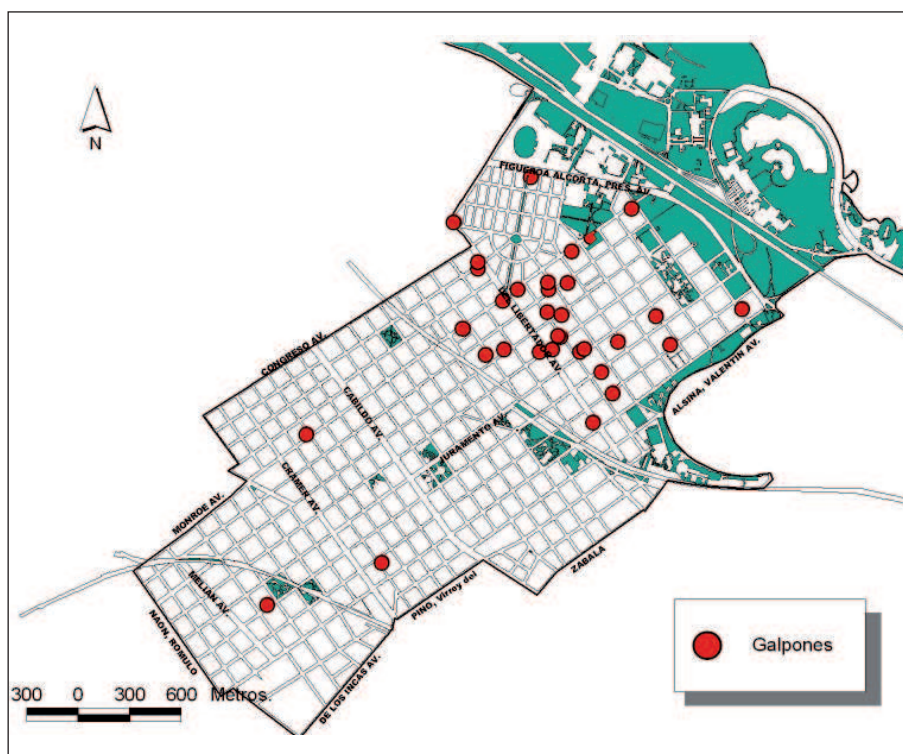 N
FIGUEROA ALCORTA, PRES. AV.
LIBERTADOR AV.
CONGRESO AV.
ALSINA, VALENTIN AV.
CABILDO AV.
JURAMENTO AV.
CRAMER AV.
MONROE AV.
ZABALA
PINO, Virrey del
MELIAN AV.
NAON, ROMULO
DE LOS INCAS AV.
Galpones
300 0 300 600 Metros.